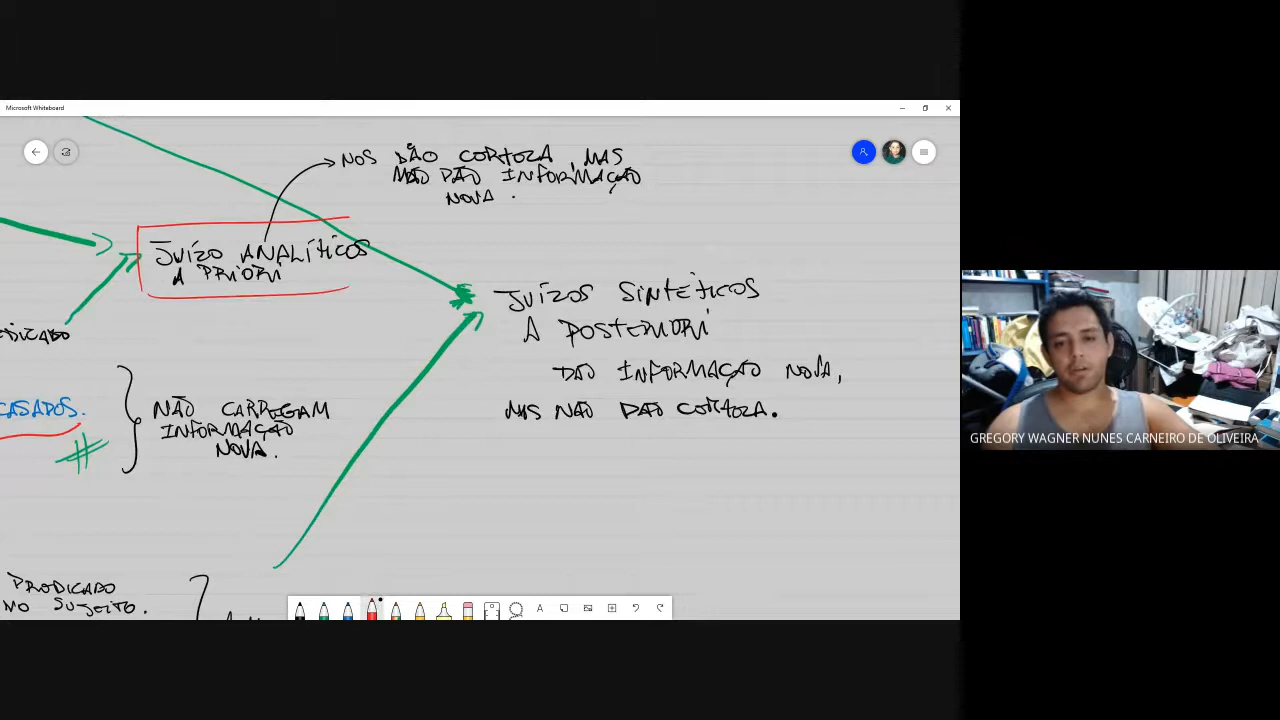 Microsoft Whiteboard
NOS DÃO CERTEZA, MAS
NÃO DÃO INFORMAÇÃO
NOVA.
JUÍZO ANALÍTICOS
A PRIORI
JUÍZOS SINTÉTICOS
A POSTERIORI
DÃO INFORMAÇÃO NOVA,
MAS NÃO DÃO CERTEZA.
EDICADO
CASADOS.
NÃO CARREGAM
INFORMAÇÃO
NOVA.
GREGORY WAGNER NUNES CARNEIRO DE OLIVEIRA
PREDICADO
NO SUJEITO.
A